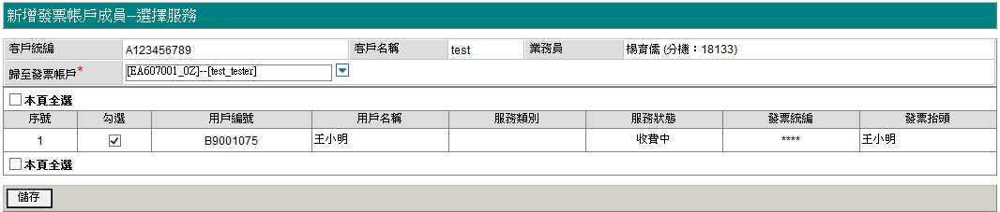 新增發票帳戶成員--選擇服務
客戶統編 A123456789 客戶名稱 test 業務員 楊育儒 (分機：18133)
歸至發票帳戶* [EA607001_0Z]--[test_tester]
本頁全選
序號 勾選 用戶編號 用戶名稱 服務類別 服務狀態 發票統編 發票抬頭
1 B9001075 王小明 收費中 **** 王小明
本頁全選
儲存